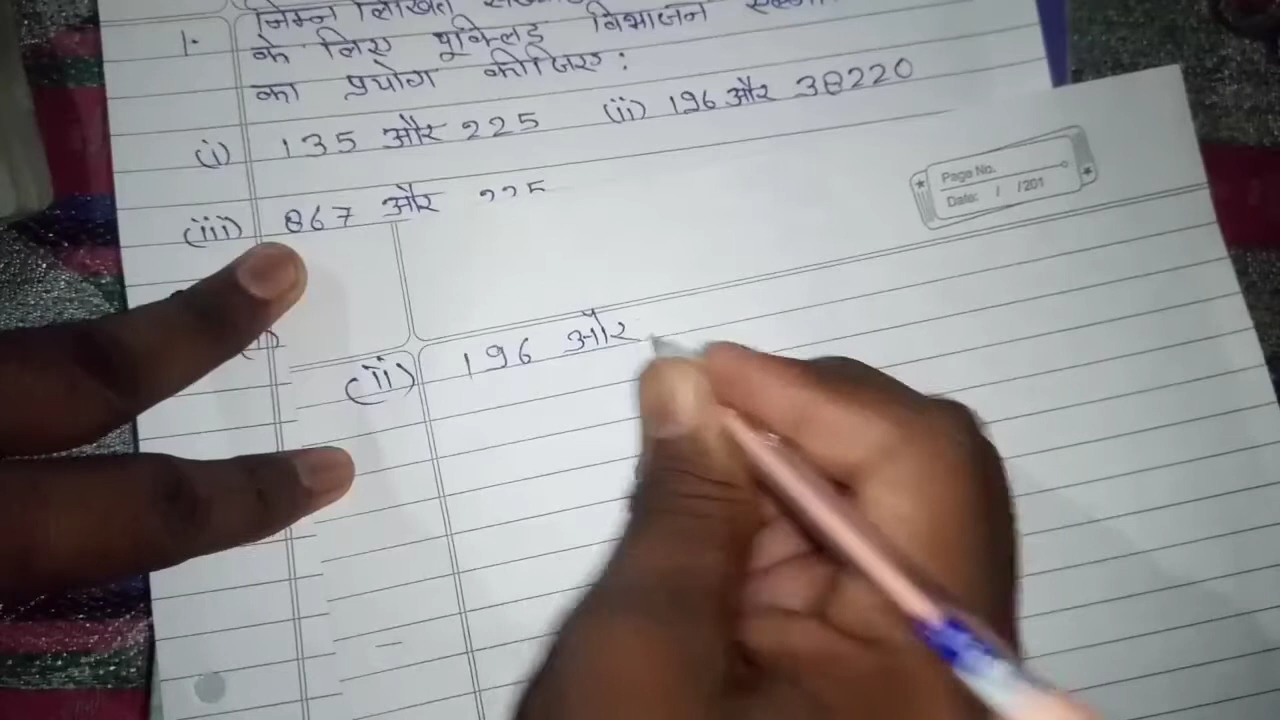 1. निम्न लिखित
के लिए यूक्लिड विभाजन
का प्रयोग कीजिए:
(i) 135 और 225 (ii) 196 और 38220
(iii) 867 और 225
Page No.
Date: / /201
(ii) 196 और